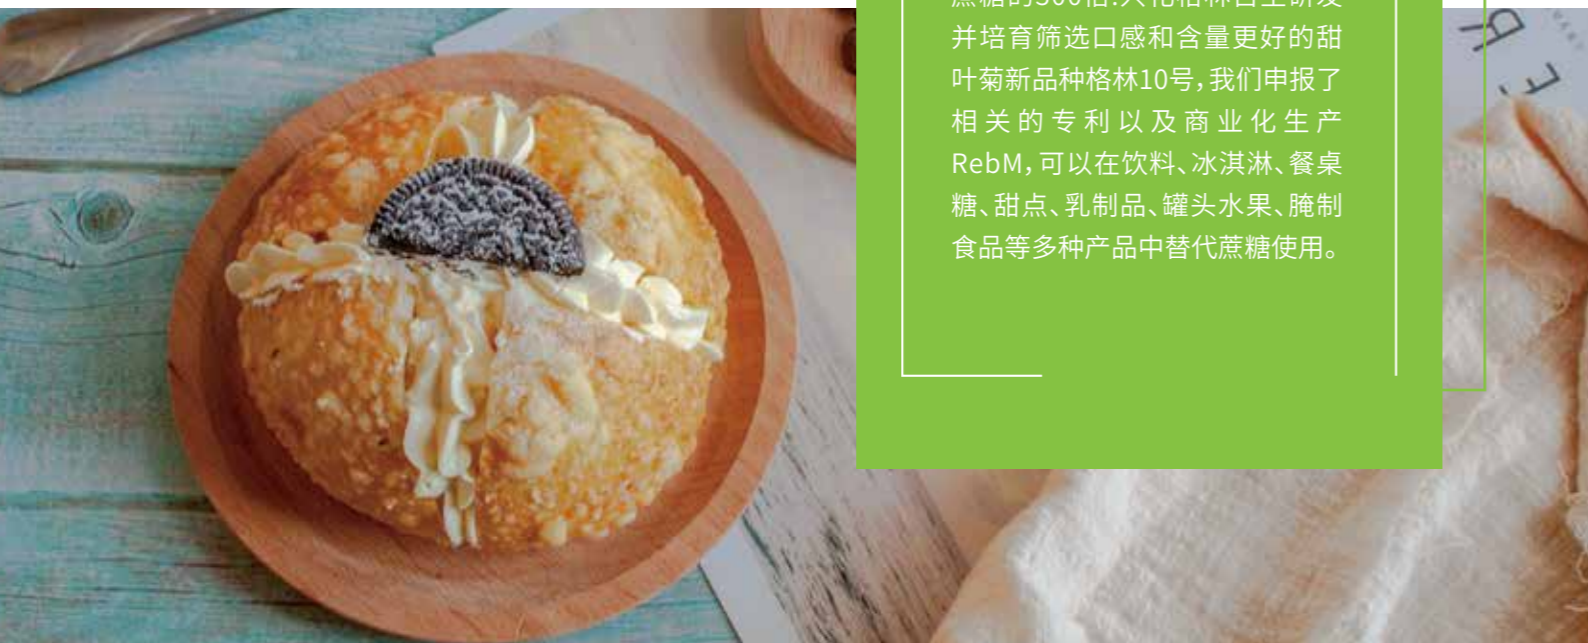 并培育筛选口感和含量更好的甜
叶菊新品种格林10号，我们申报了
相关的专利以及商业化生产
RebM，可以在饮料、冰淇淋、餐桌
糖、甜点、乳制品、罐头水果、腌制
食品等多种产品中替代蔗糖使用。